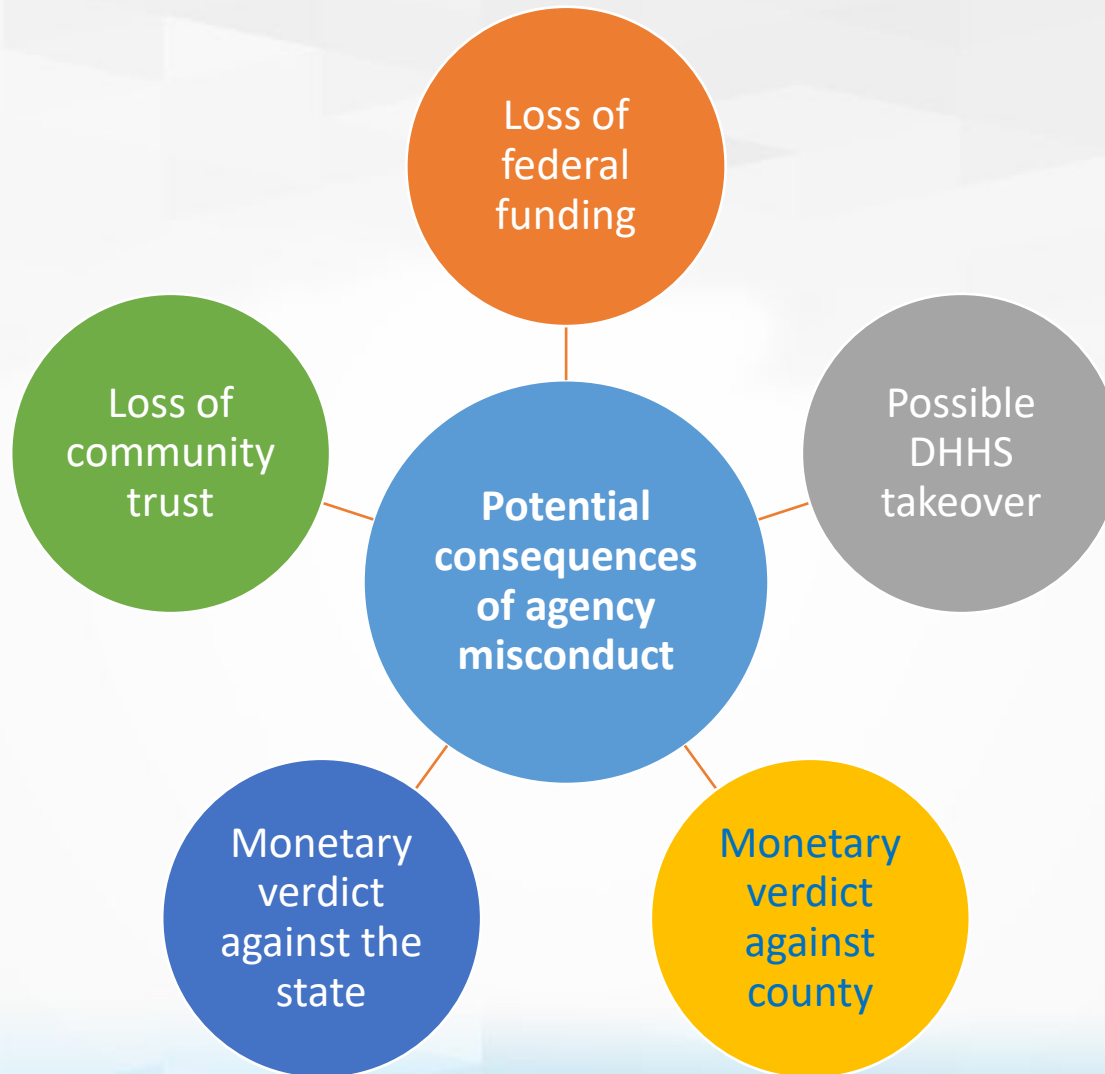 Loss of
federal
funding
Loss of
community
trust
Possible
DHHS
takeover
Potential
consequences
of agency
misconduct
Monetary
verdict
against the
state
Monetary
verdict
against
county